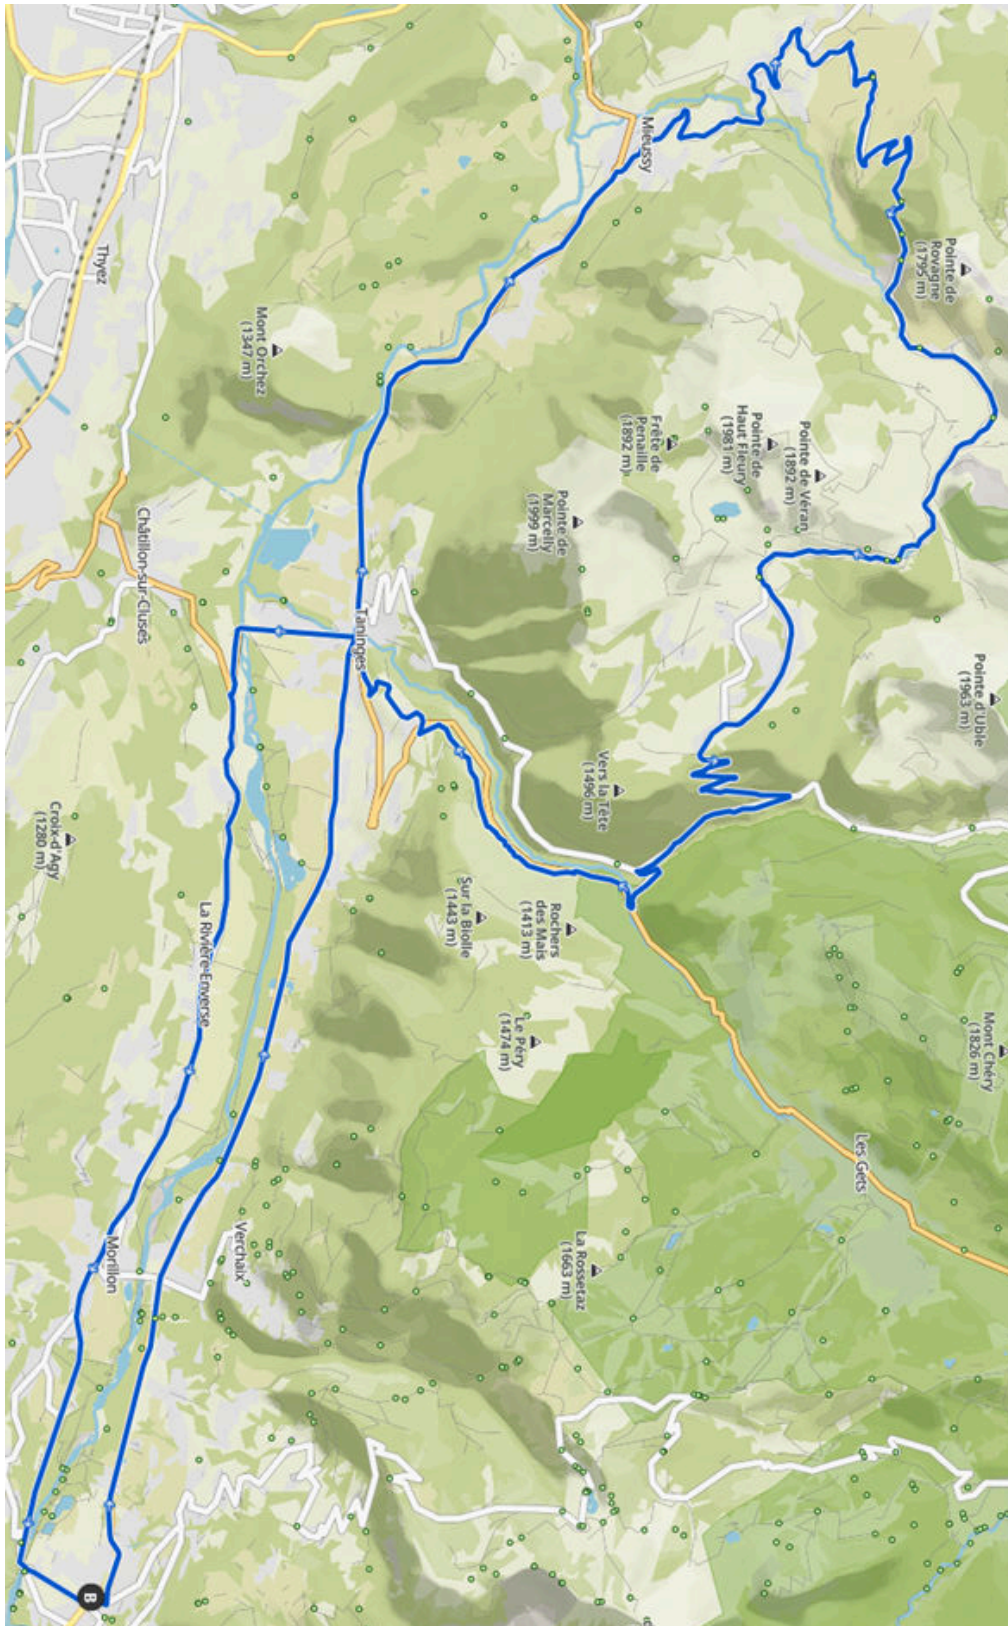 Mont Chéry
(1826 m)
Pointe d'Uble
(1963 m)
Pointe de
Rovagne
(1795 m)
Les Gets
Pointe de Véran
(1892 m)
Pointe de
Haut Fleury
(1981 m)
Frête de
Penaille
(1892 m)
Mieussy
Vers la Tête
(1496 m)
La Rossetaz
(1663 m)
Pointe de
Marcelly
(1999 m)
Rochers
des Mais
(1413 m)
Le Péry
(1474 m)
Sur la Biolle
(1443 m)
Taninges
Mont Orchez
(1347 m)
Verchaix
La Rivière-Enverse
Châtillon-sur-Cluses
Morillon
Thyez
B
Croix-d'Agy
(1280 m)